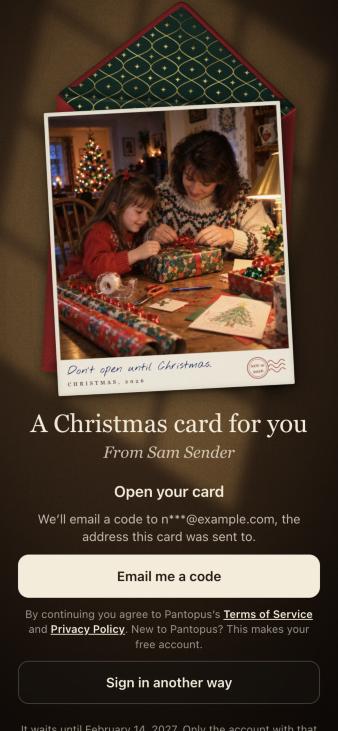 Don't open until Christmas.
CHRISTMAS, 2026
A Christmas card for you
From Sam Sender
Open your card
We'll email a code to n***@example.com, the
address this card was sent to.
Email me a code
By continuing you agree to Pantopus's Terms of Service
and Privacy Policy. New to Pantopus? This makes your
free account.
Sign in another way
It waits until February 14, 2027. Only the account with that